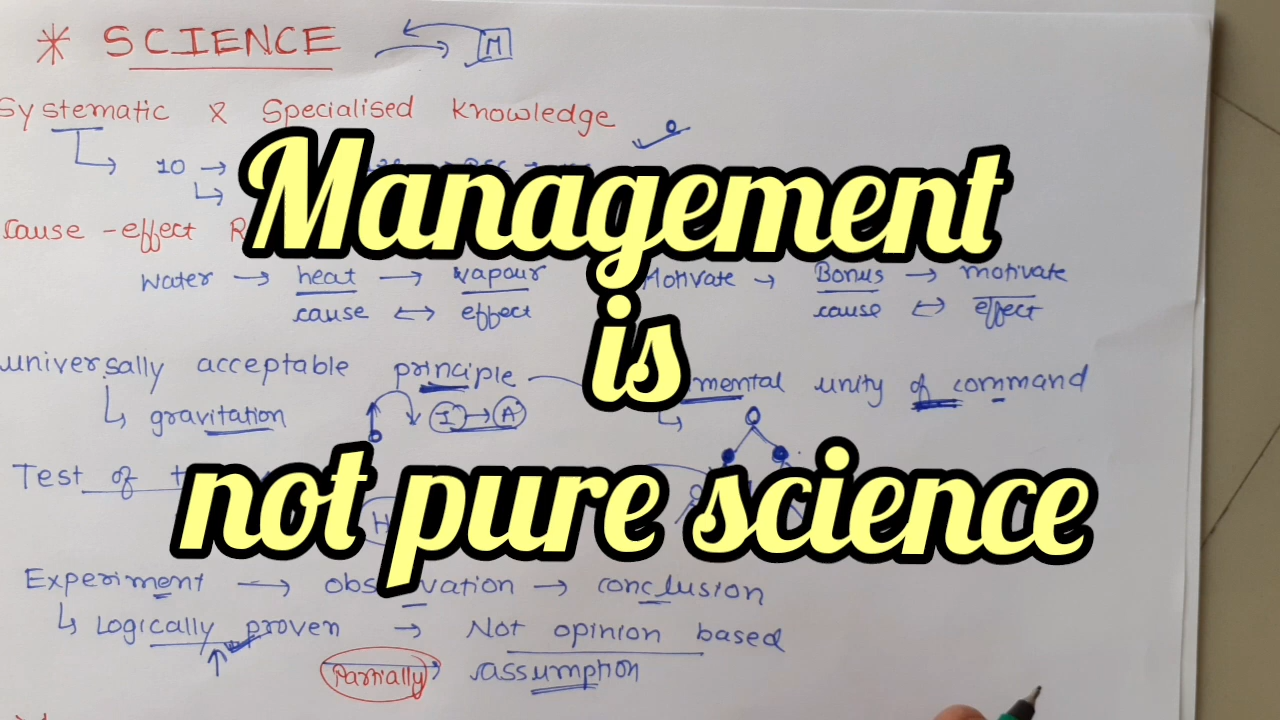 * SCIENCE
M
Systematic & Specialised Knowledge
10 →
Cause-effect
Management
water → heat → vapour
Motivate → Bonus → motivate
cause ↔ effect
cause ↔ effect
is
universally acceptable principle
mental unity of command
gravitation
I → A
Test of
not pure science
H
Experiment → observation → conclusion
Logically proven → Not opinion based
Partially assumption